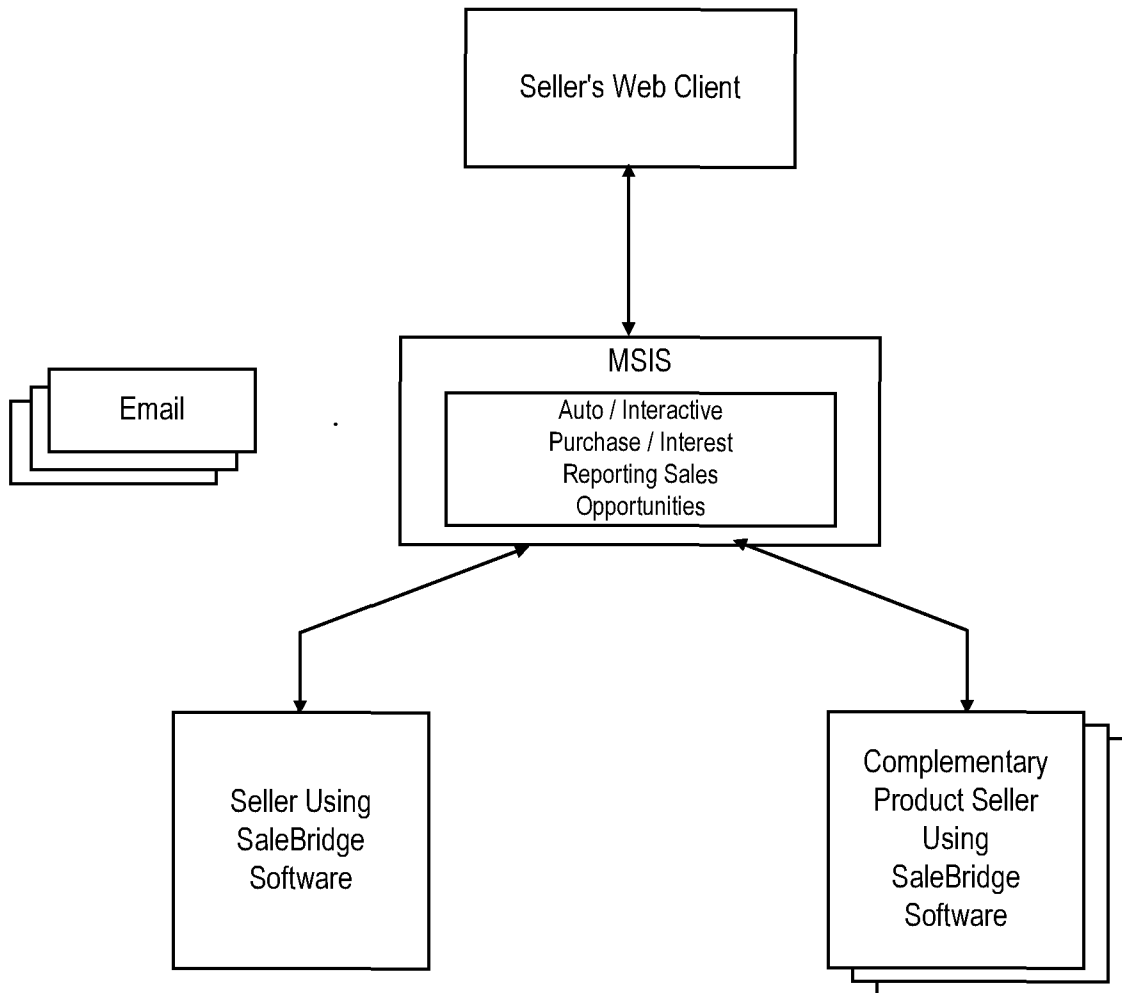 Seller's Web Client
MSIS
Auto / Interactive
Purchase / Interest
Reporting Sales
Opportunities
Email
Seller Using
SaleBridge
Software
Complementary
Product Seller
Using
SaleBridge
Software